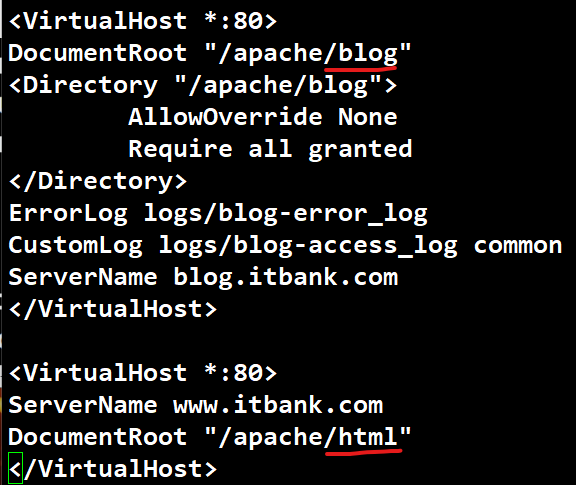 <VirtualHost *:80>
DocumentRoot "/apache/blog"
<Directory "/apache/blog">
AllowOverride None
Require all granted
</Directory>
ErrorLog logs/blog-error_log
CustomLog logs/blog-access_log common
ServerName blog.itbank.com
</VirtualHost>
<VirtualHost *:80>
ServerName www.itbank.com
DocumentRoot "/apache/html"
</VirtualHost>